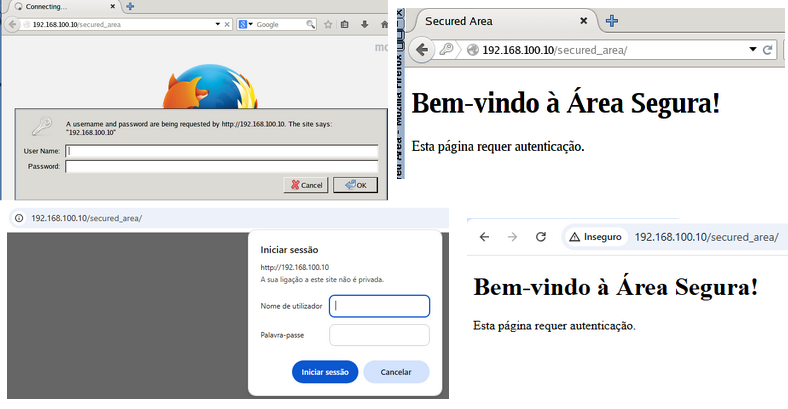 Connecting...
192.168.100.10/secured_area
Google
mo
A username and password are being requested by http://192.168.100.10. The site says:
"192.168.100.10"
User Name:
Password:
Cancel
OK
Secured Area
192.168.100.10/secured_area/
Bem-vindo à Área Segura!
Esta página requer autenticação.
192.168.100.10/secured_area/
Iniciar sessão
http://192.168.100.10
A sua ligação a este site não é privada.
Nome de utilizador
Palavra-passe
Iniciar sessão
Cancelar
Inseguro
192.168.100.10/secured_area/
Bem-vindo à Área Segura!
Esta página requer autenticação.